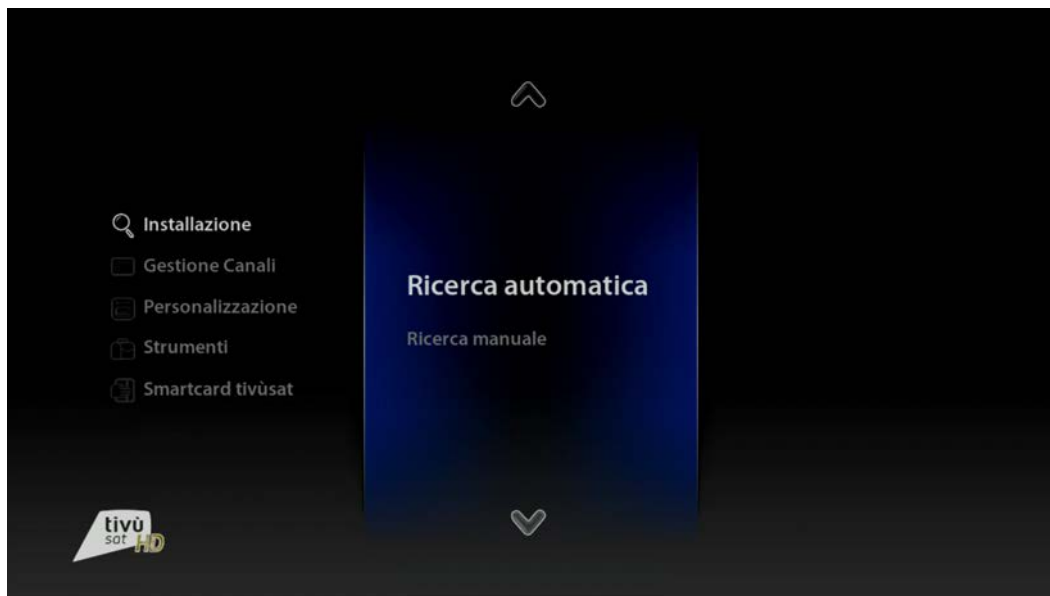 Installazione
Gestione Canali
Personalizzazione
Strumenti
Smartcard tivùsat
Ricerca automatica
Ricerca manuale
tivù
sat HD